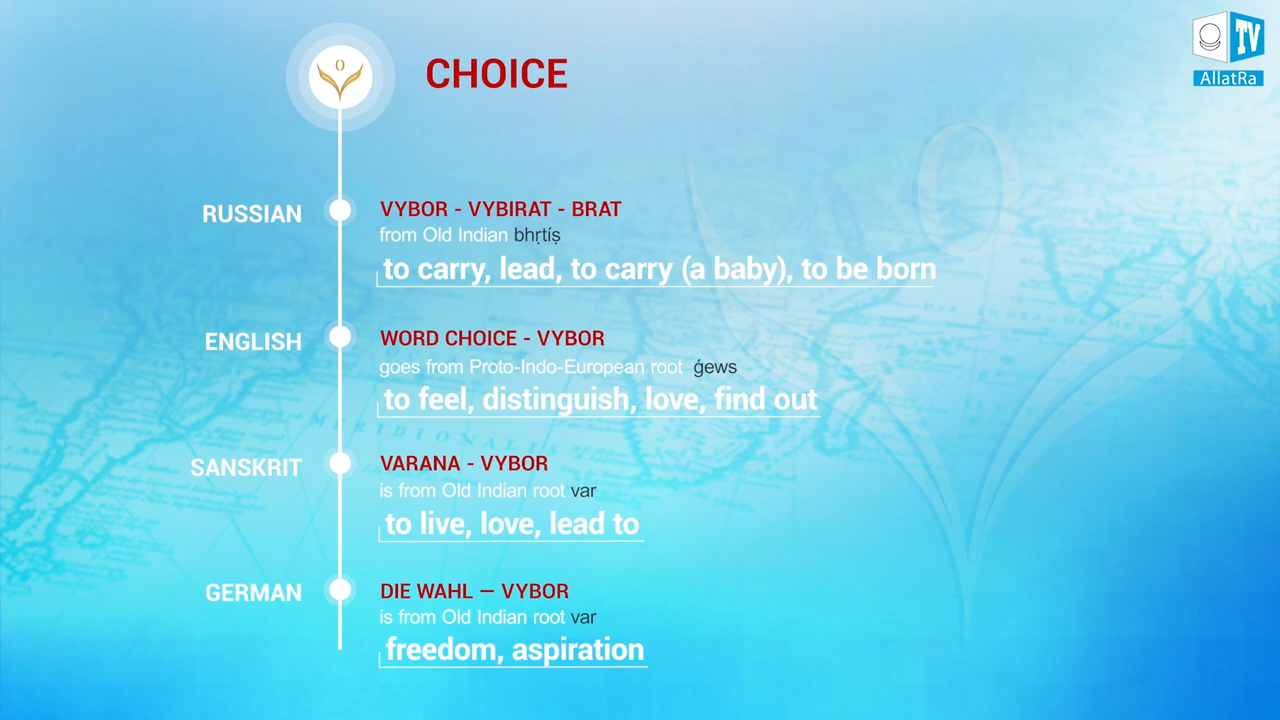 CHOICE
TV
AllatRa
RUSSIAN
VYBOR - VYBIRAT - BRAT
from Old Indian bhṛtíṣ
to carry, lead, to carry (a baby), to be born
ENGLISH
WORD CHOICE - VYBOR
goes from Proto-Indo-European root ǵews
to feel, distinguish, love, find out
MERIDIONALIS
SANSKRIT
VARANA - VYBOR
is from Old Indian root var
to live, love, lead to
GERMAN
DIE WAHL – VYBOR
is from Old Indian root var
freedom, aspiration